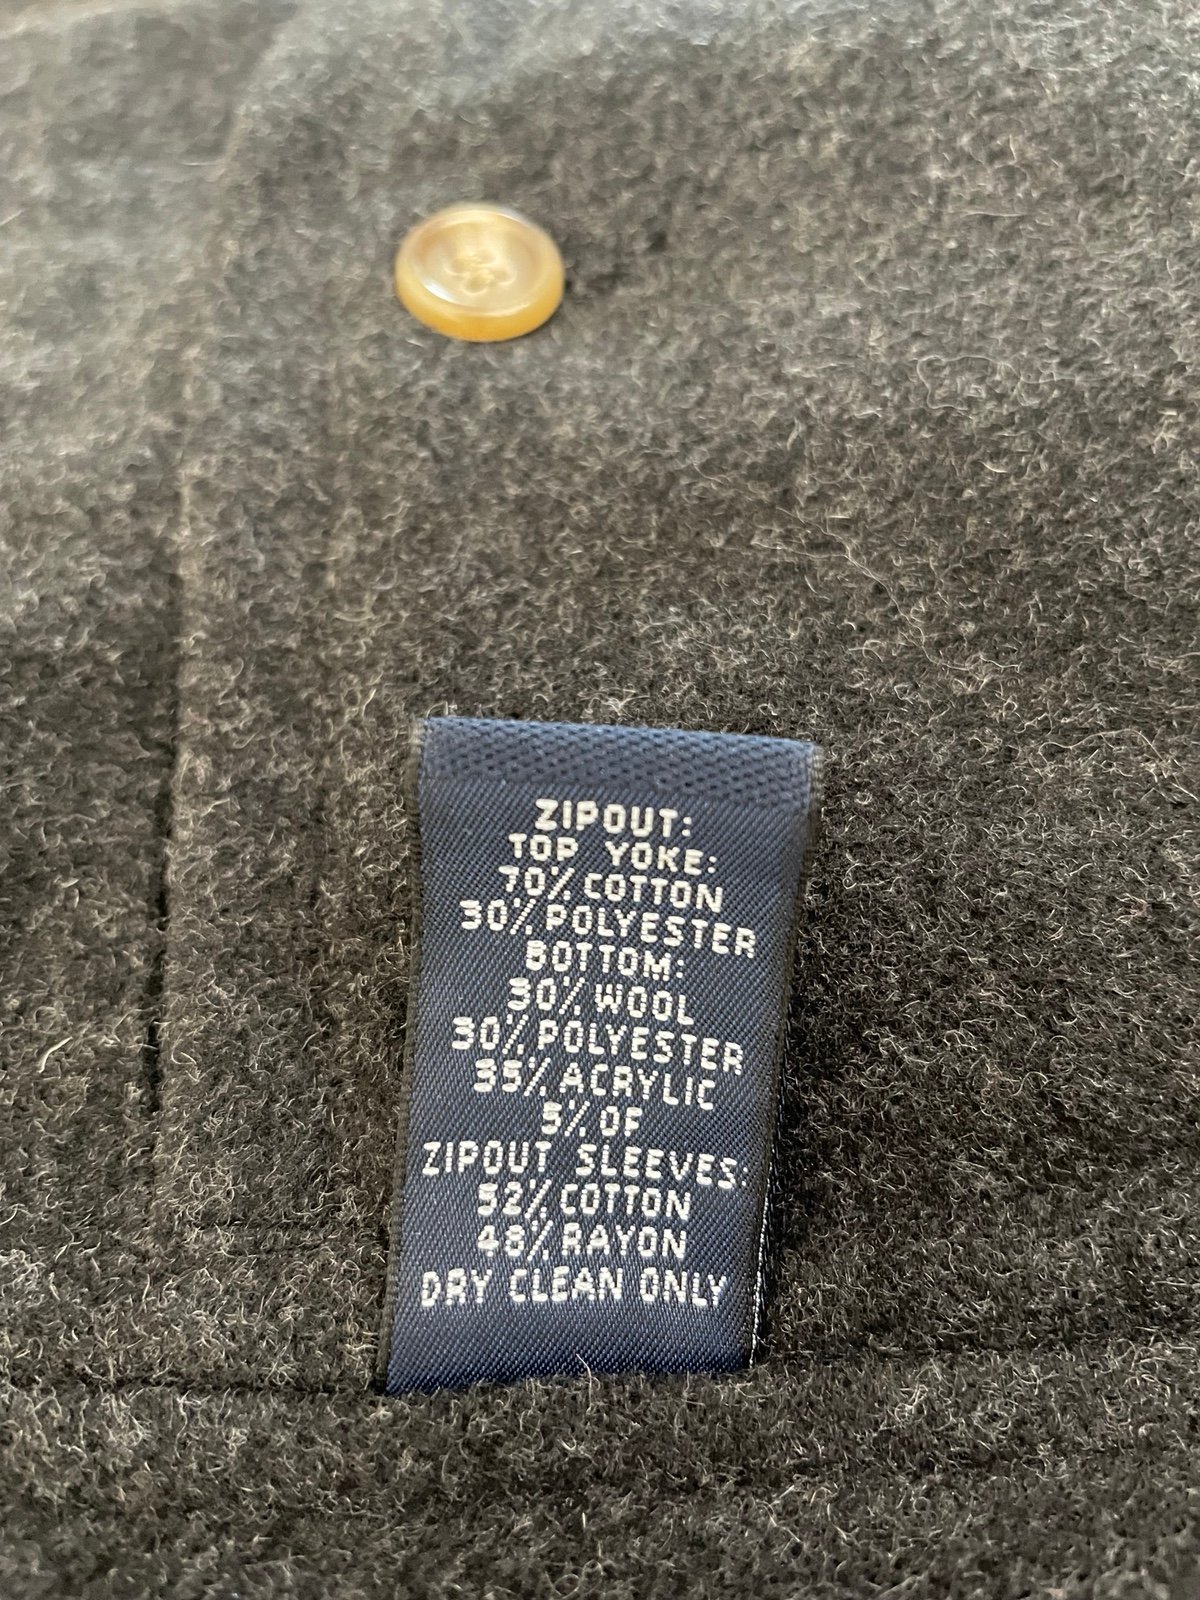 ZIPOUT:
TOP YOKE:
70% COTTON
30% POLYESTER
BOTTOM:
30% WOOL
30% POLYESTER
35% ACRYLIC
5% OF
ZIPOUT SLEEVES:
52% COTTON
48% RAYON
DRY CLEAN ONLY